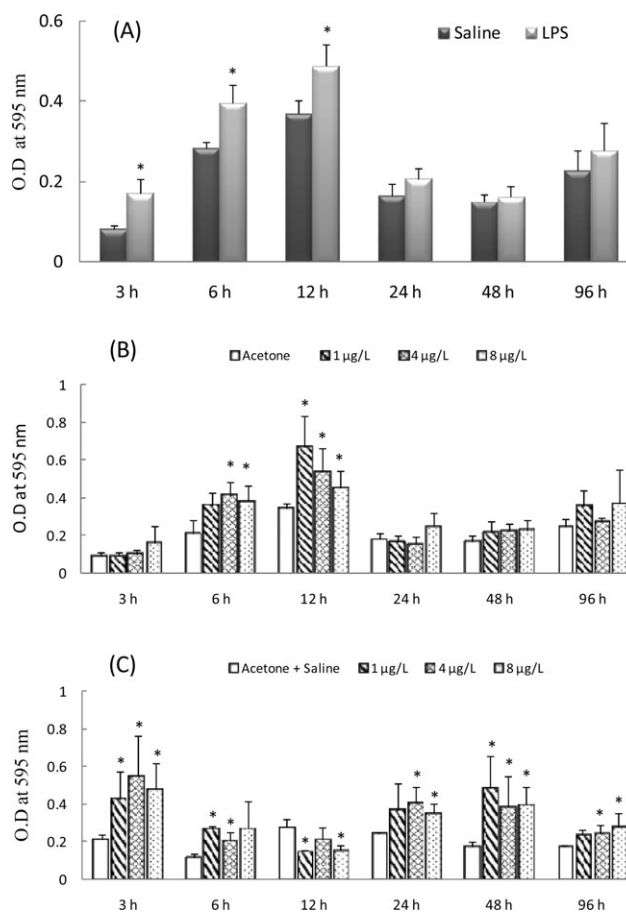 (A)
Saline LPS
0.6
0.4
0.2
0
O.D at 595 nm
* * *
3 h 6 h 12 h 24 h 48 h 96 h
(B)
Acetone 1 µg/L 4 µg/L 8 µg/L
1
0.8
0.6
0.4
0.2
0
O.D at 595 nm
* * * * *
3 h 6 h 12 h 24 h 48 h 96 h
(C)
Acetone + Saline 1 µg/L 4 µg/L 8 µg/L
1
0.8
0.6
0.4
0.2
0
O.D at 595 nm
* * * * * * * * * * * * * * *
3 h 6 h 12 h 24 h 48 h 96 h